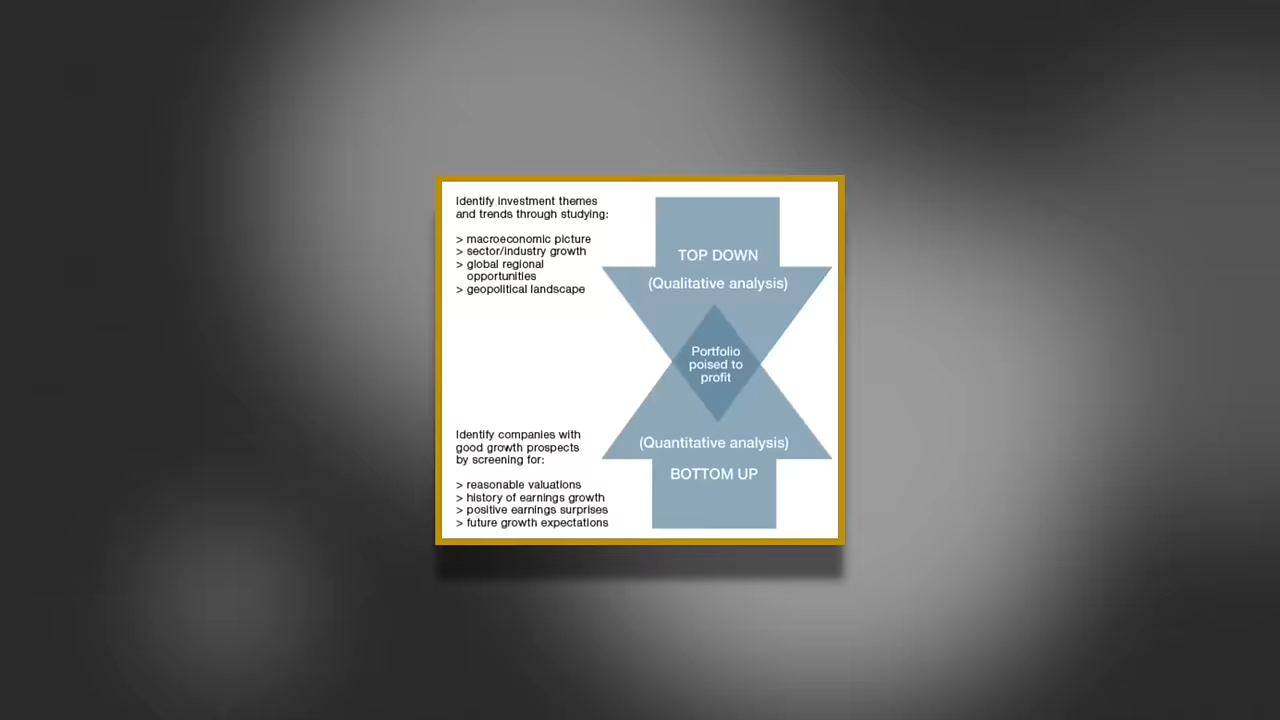 Identify investment themes
and trends through studying:
> macroeconomic picture
> sector/industry growth
> global regional
opportunities
> geopolitical landscape
TOP DOWN
(Qualitative analysis)
Portfolio
poised to
profit
Identify companies with
good growth prospects
by screening for:
> reasonable valuations
> history of earnings growth
> positive earnings surprises
> future growth expectations
(Quantitative analysis)
BOTTOM UP